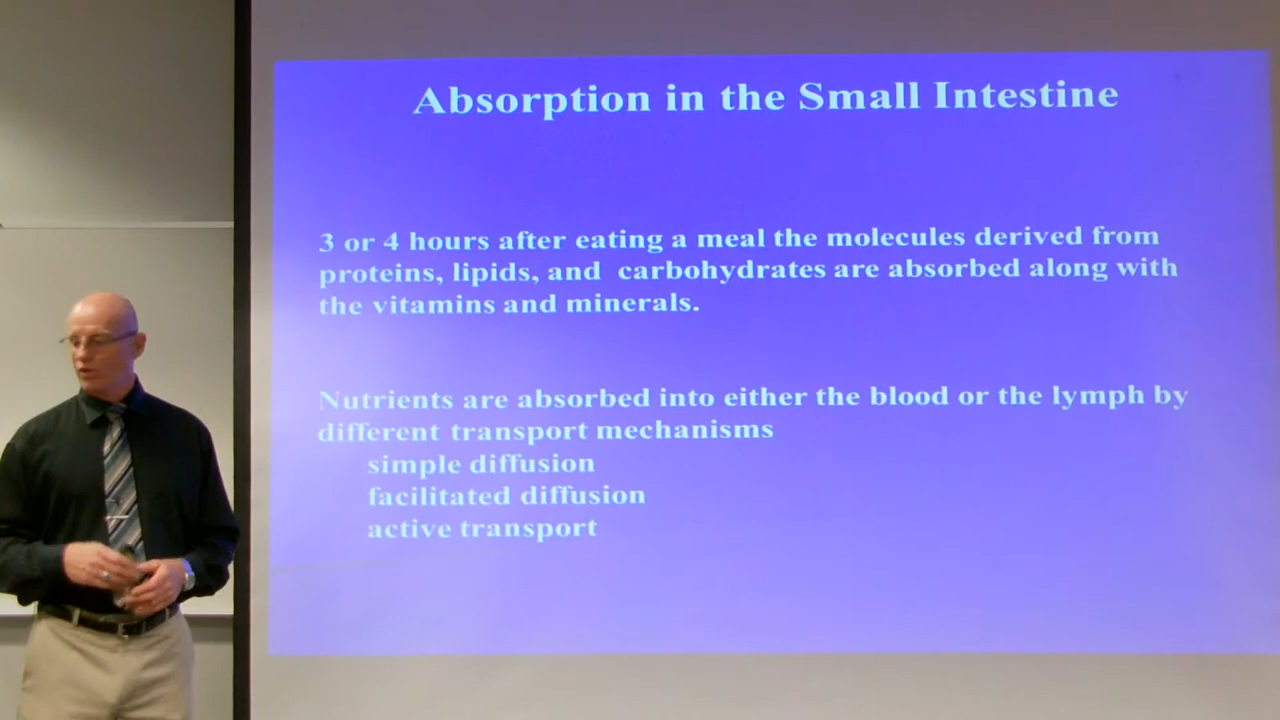 Absorption in the Small Intestine
3 or 4 hours after eating a meal the molecules derived from
proteins, lipids, and carbohydrates are absorbed along with
the vitamins and minerals.
Nutrients are absorbed into either the blood or the lymph by
different transport mechanisms
simple diffusion
facilitated diffusion
active transport